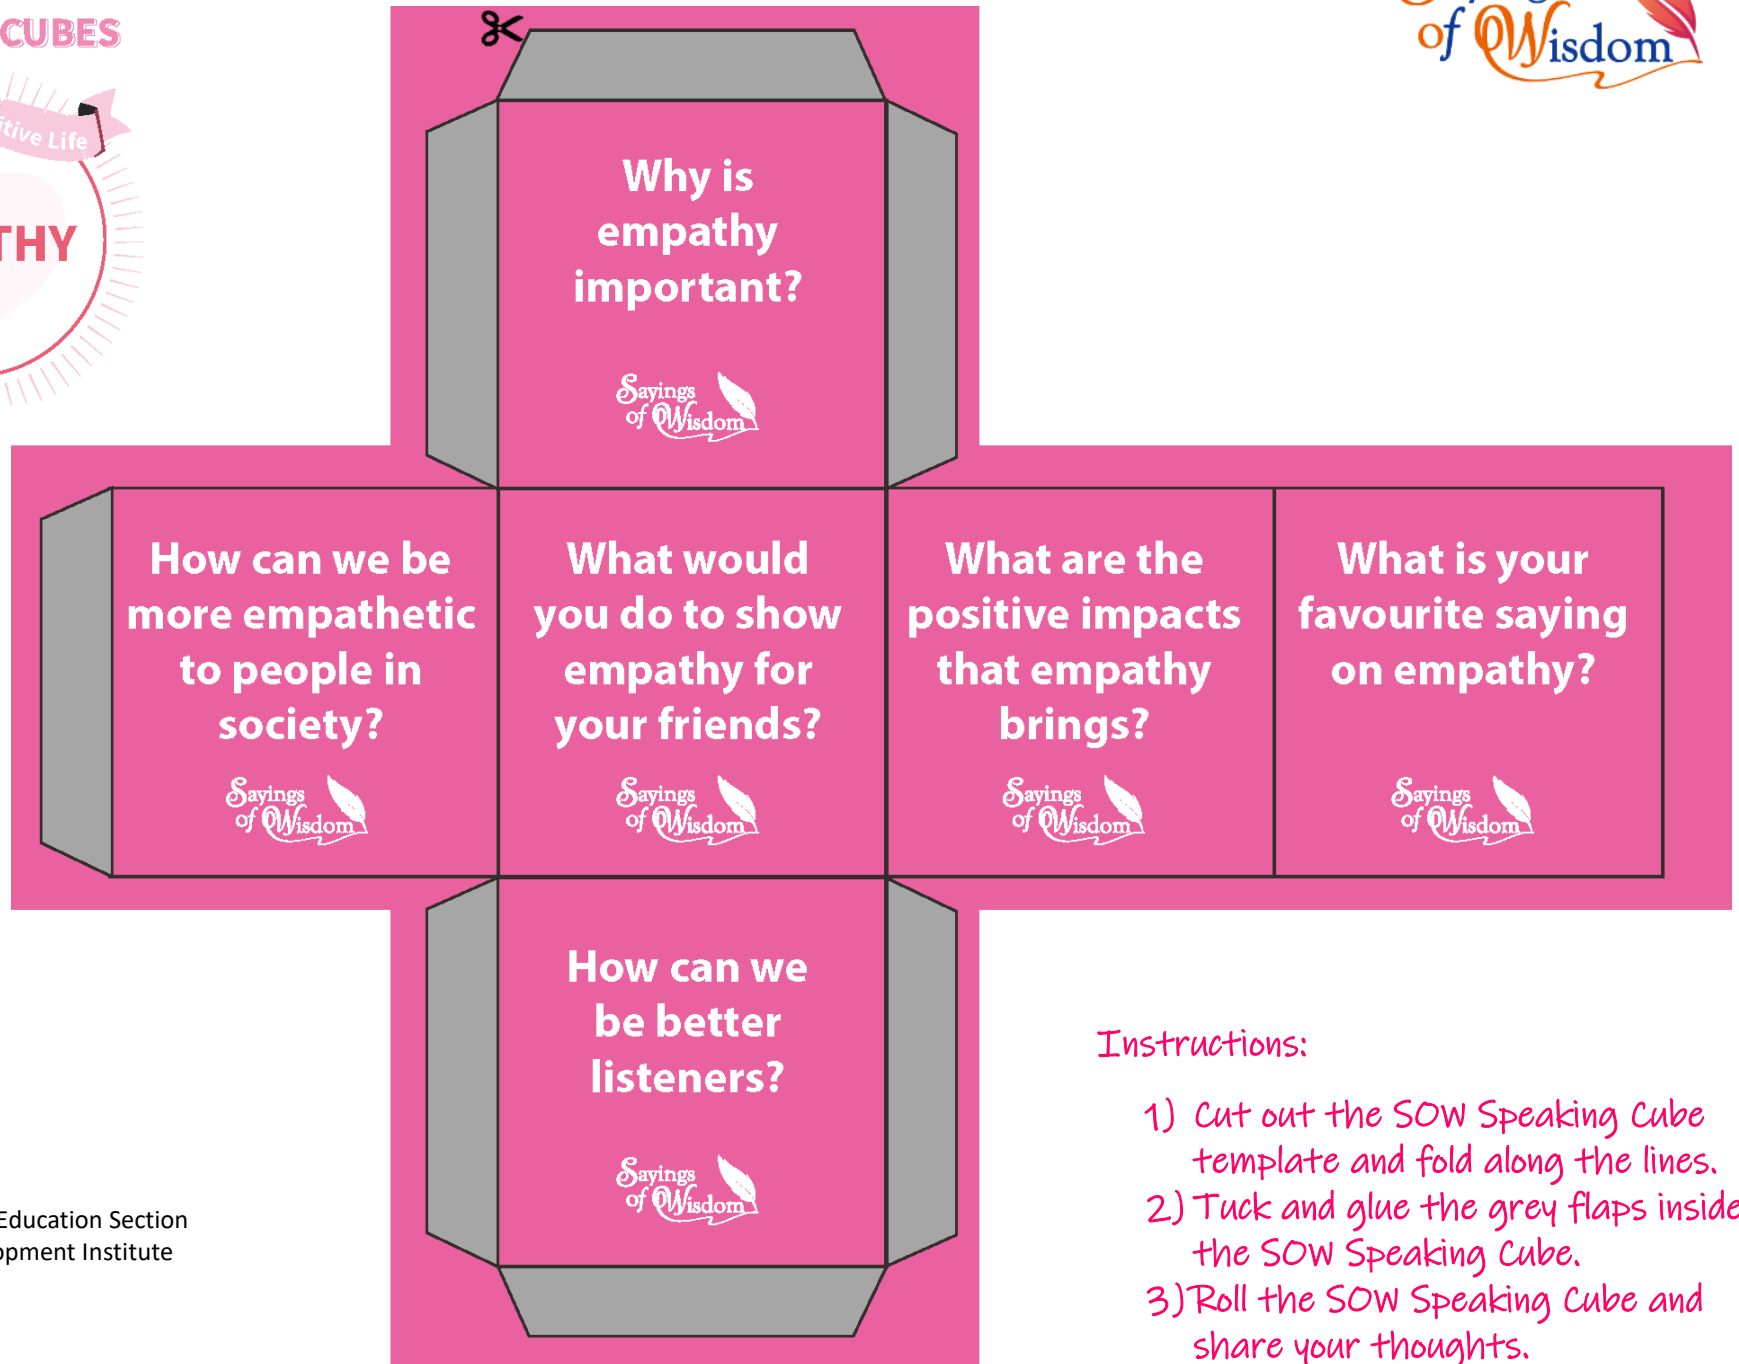 CUBES
of Wisdom
itive Life
THY
Why is
empathy
important?
Sayings
of Wisdom
How can we be
more empathetic
to people in
society?
Sayings
of Wisdom
What would
you do to show
empathy for
your friends?
Sayings
of Wisdom
What are the
positive impacts
that empathy
brings?
Sayings
of Wisdom
What is your
favourite saying
on empathy?
Sayings
of Wisdom
How can we
be better
listeners?
Sayings
of Wisdom
Instructions:
1) Cut out the SOW Speaking Cube
template and fold along the lines.
2) Tuck and glue the grey flaps inside
the SOW Speaking Cube.
3) Roll the SOW Speaking Cube and
share your thoughts.
Education Section
opment Institute